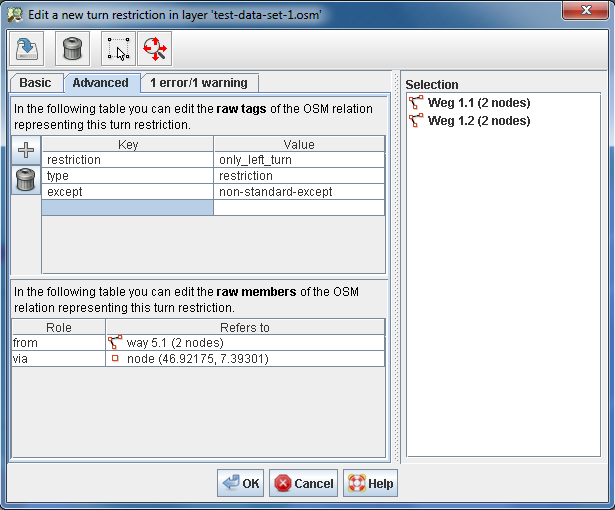 Edit a new turn restriction in layer 'test-data-set-1.osm'
Basic Advanced 1 error/1 warning
In the following table you can edit the raw tags of the OSM relation
representing this turn restriction.
Key Value
restriction only_left_turn
type restriction
except non-standard-except
In the following table you can edit the raw members of the OSM
relation representing this turn restriction.
Role Refers to
from way 5.1 (2 nodes)
via node (46.92175, 7.39301)
Selection
Weg 1.1 (2 nodes)
Weg 1.2 (2 nodes)
OK Cancel Help